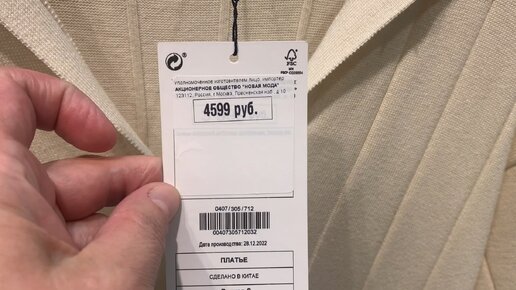 FSC
уполномоченное изготовителем лицо, импортер
АКЦИОНЕРНОЕ ОБЩЕСТВО "НОВАЯ МОДА"
123112, Россия, г.Москва, Пресненская наб., д.10
4599 руб.
0407/305/712
00407305712032
Дата производства: 28.12.2022
ПЛАТЬЕ
СДЕЛАНО В КИТАЕ